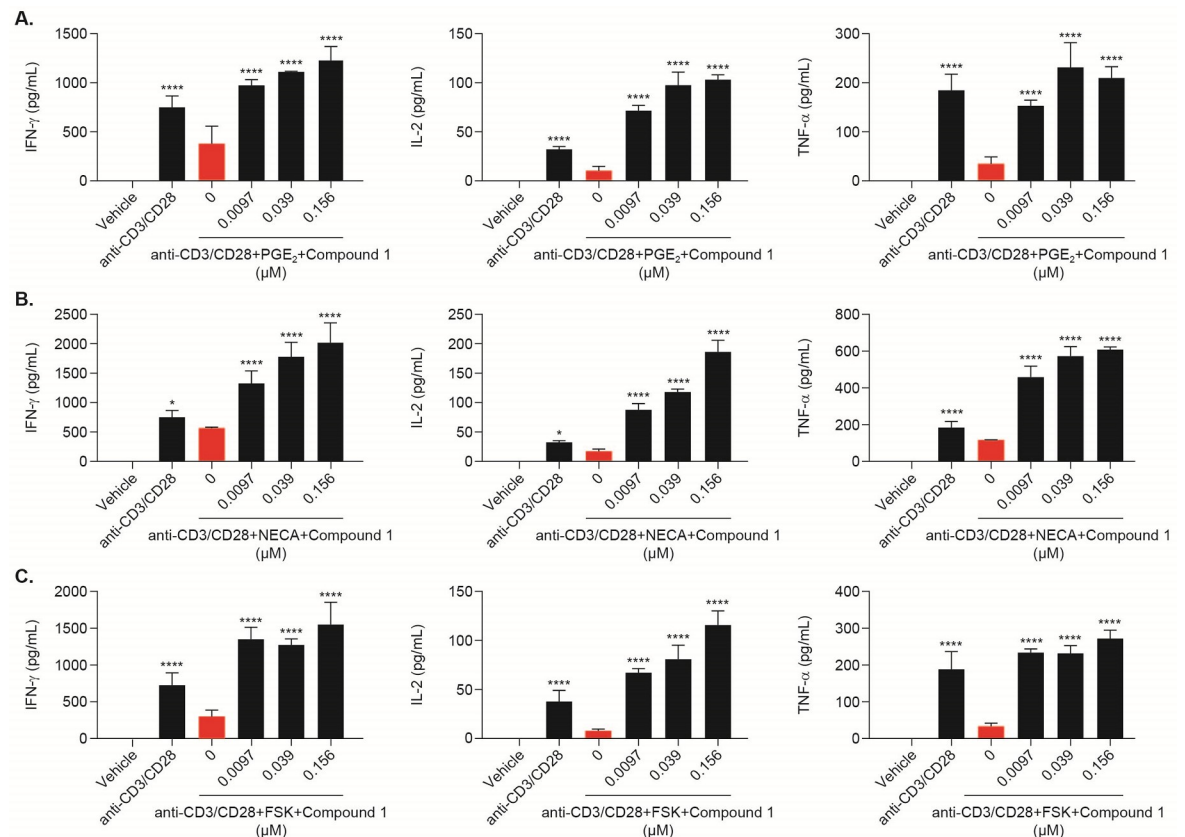 A.
IFN-γ (pg/mL)
1500
1000
500
0
****
****
****
****
Vehicle
anti-CD3/CD28
0
0.0097
0.039
0.156
anti-CD3/CD28+PGE₂+Compound 1
(µM)
IL-2 (pg/mL)
150
100
50
0
****
****
****
****
Vehicle
anti-CD3/CD28
0
0.0097
0.039
0.156
anti-CD3/CD28+PGE₂+Compound 1
(µM)
TNF-α (pg/mL)
300
200
100
0
****
****
****
****
Vehicle
anti-CD3/CD28
0
0.0097
0.039
0.156
anti-CD3/CD28+PGE₂+Compound 1
(µM)
B.
IFN-γ (pg/mL)
2500
2000
1500
1000
500
0
*
****
****
****
Vehicle
anti-CD3/CD28
0
0.0097
0.039
0.156
anti-CD3/CD28+NECA+Compound 1
(µM)
IL-2 (pg/mL)
250
200
150
100
50
0
*
****
****
****
Vehicle
anti-CD3/CD28
0
0.0097
0.039
0.156
anti-CD3/CD28+NECA+Compound 1
(µM)
TNF-α (pg/mL)
800
600
400
200
0
****
****
****
****
Vehicle
anti-CD3/CD28
0
0.0097
0.039
0.156
anti-CD3/CD28+NECA+Compound 1
(µM)
C.
IFN-γ (pg/mL)
2000
1500
1000
500
0
****
****
****
****
Vehicle
anti-CD3/CD28
0
0.0097
0.039
0.156
anti-CD3/CD28+FSK+Compound 1
(µM)
IL-2 (pg/mL)
150
100
50
0
****
****
****
****
Vehicle
anti-CD3/CD28
0
0.0097
0.039
0.156
anti-CD3/CD28+FSK+Compound 1
(µM)
TNF-α (pg/mL)
400
300
200
100
0
****
****
****
****
Vehicle
anti-CD3/CD28
0
0.0097
0.039
0.156
anti-CD3/CD28+FSK+Compound 1
(µM)